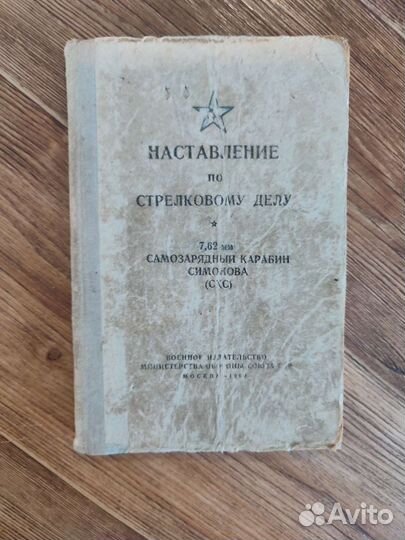 НАСТАВЛЕНИЕ
ПО
СТРЕЛКОВОМУ ДЕЛУ
7,62 мм
САМОЗАРЯДНЫЙ КАРАБИН
СИМОНОВА
(СКС)
ВОЕННОЕ ИЗДАТЕЛЬСТВО
МИНИСТЕРСТВА ОБОРОНЫ СОЮЗА
МОСКВА
Avito